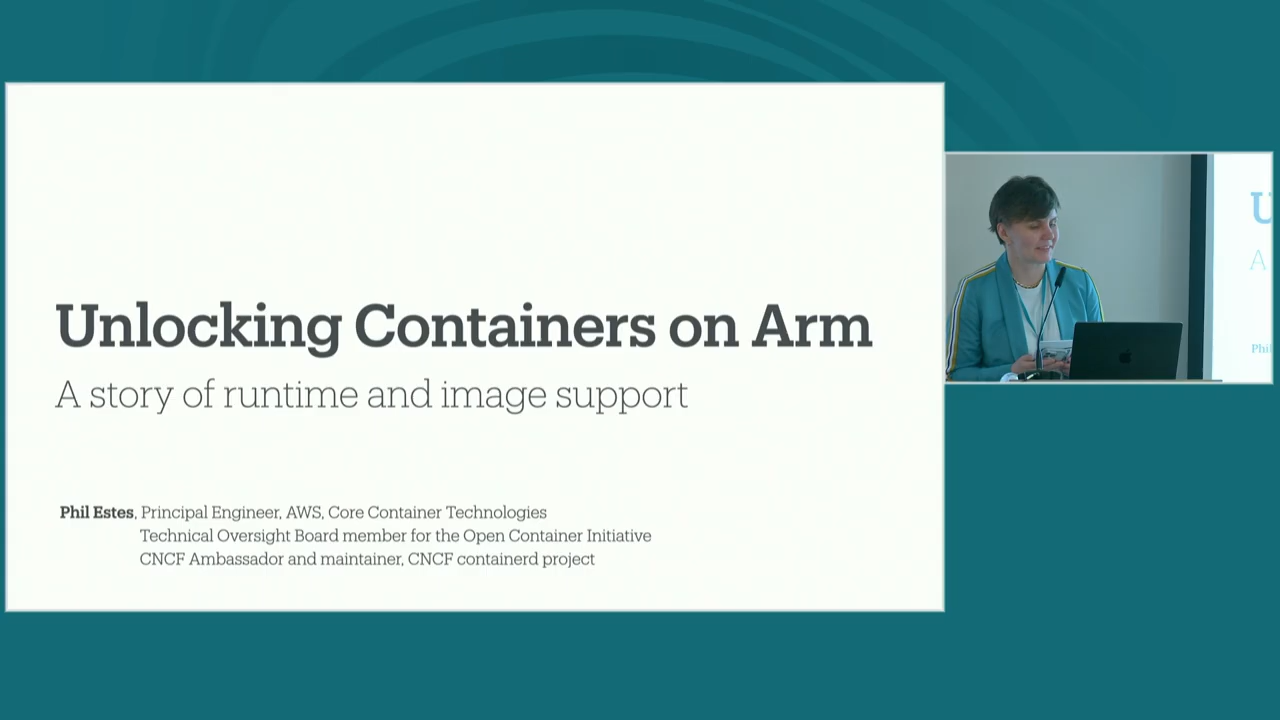 Unlocking Containers on Arm
A story of runtime and image support
Phil Estes, Principal Engineer, AWS, Core Container Technologies
Technical Oversight Board member for the Open Container Initiative
CNCF Ambassador and maintainer, CNCF containerd project
U
A
Phil